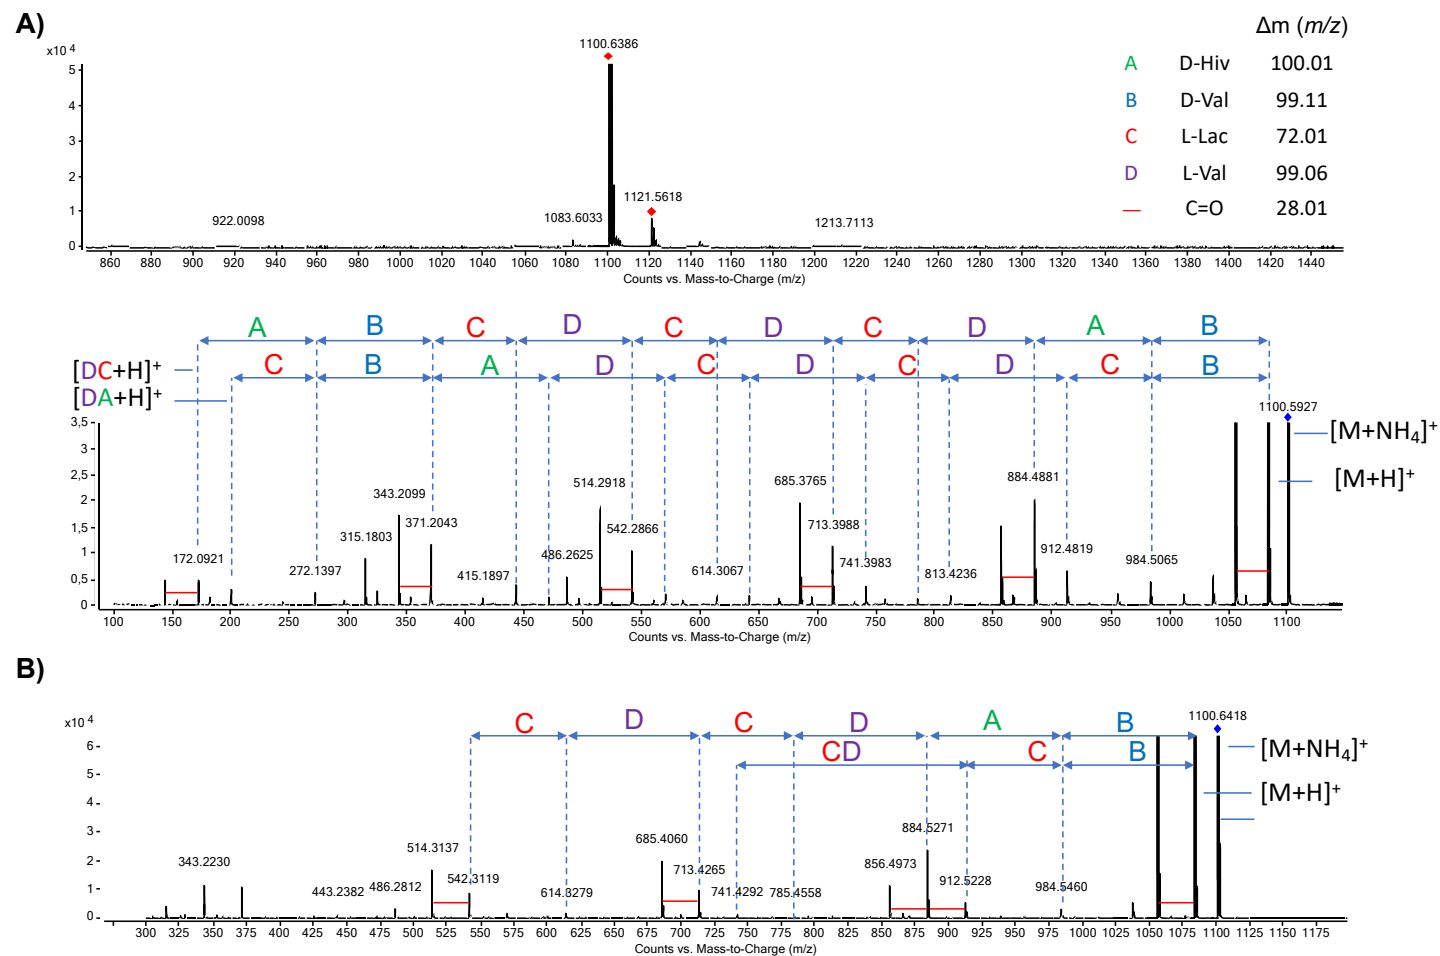 A)
Δm (m/z)
A D-Hiv 100.01
B D-Val 99.11
C L-Lac 72.01
D L-Val 99.06
— C=O 28.01
x10 4
1100.6386
1121.5618
922.0098
1083.6033
1213.7113
5
4
3
2
1
0
860 880 900 920 940 960 980 1000 1020 1040 1060 1080 1100 1120 1140 1160 1180 1200 1220 1240 1260 1280 1300 1320 1340 1360 1380 1400 1420 1440
Counts vs. Mass-to-Charge (m/z)
A B C D C D C D A B
C B A D C D C D C B
[DC+H]+
[DA+H]+
1100.5927
[M+NH4]+
[M+H]+
3,5
3
2,5
2
1,5
1
0,5
0
172.0921
272.1397
315.1803
343.2099
371.2043
415.1897
486.2625
514.2918
542.2866
614.3067
685.3765
713.3988
741.3983
813.4236
884.4881
912.4819
984.5065
100 150 200 250 300 350 400 450 500 550 600 650 700 750 800 850 900 950 1000 1050 1100
Counts vs. Mass-to-Charge (m/z)
B)
x10 4
C D C D A B
CD C B
1100.6418
[M+NH4]+
[M+H]+
6
5
4
3
2
1
0
343.2230
443.2382
486.2812
514.3137
542.3119
614.3279
685.4060
713.4265
741.4292
785.4558
856.4973
884.5271
912.5228
984.5460
300 325 350 375 400 425 450 475 500 525 550 575 600 625 650 675 700 725 750 775 800 825 850 875 900 925 950 975 1000 1025 1050 1075 1100 1125 1150 1175
Counts vs. Mass-to-Charge (m/z)